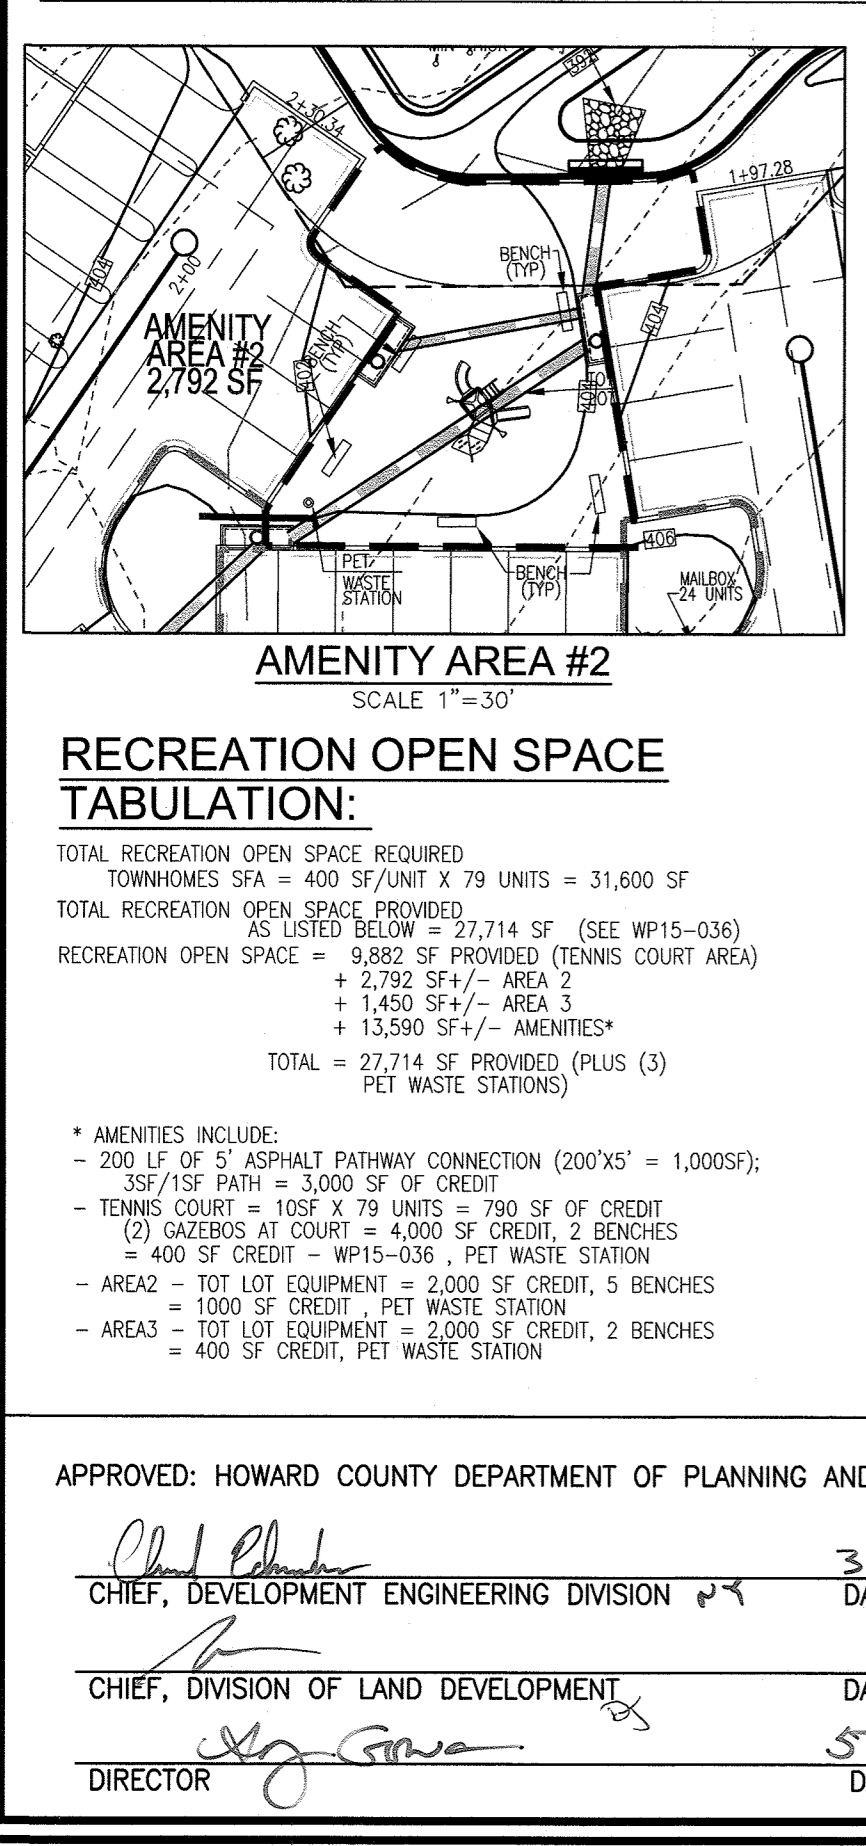 392
2+30.34
1+97.28
BENCH
(TYP)
404
2+00
404
AMENITY
AREA #2
2,792 SF
BENCH
(TYP)
402
404
406
PET
WASTE
STATION
BENCH
(TYP)
MAILBOX
24 UNITS
AMENITY AREA #2
SCALE 1"=30'
RECREATION OPEN SPACE
TABULATION:
TOTAL RECREATION OPEN SPACE REQUIRED
TOWNHOMES SFA = 400 SF/UNIT X 79 UNITS = 31,600 SF
TOTAL RECREATION OPEN SPACE PROVIDED
AS LISTED BELOW = 27,714 SF (SEE WP15-036)
RECREATION OPEN SPACE = 9,882 SF PROVIDED (TENNIS COURT AREA)
+ 2,792 SF+/- AREA 2
+ 1,450 SF+/- AREA 3
+ 13,590 SF+/- AMENITIES*
TOTAL = 27,714 SF PROVIDED (PLUS (3)
PET WASTE STATIONS)
* AMENITIES INCLUDE:
- 200 LF OF 5' ASPHALT PATHWAY CONNECTION (200'X5' = 1,000SF);
3SF/1SF PATH = 3,000 SF OF CREDIT
- TENNIS COURT = 10SF X 79 UNITS = 790 SF OF CREDIT
(2) GAZEBOS AT COURT = 4,000 SF CREDIT, 2 BENCHES
= 400 SF CREDIT - WP15-036 , PET WASTE STATION
- AREA2 - TOT LOT EQUIPMENT = 2,000 SF CREDIT, 5 BENCHES
= 1000 SF CREDIT , PET WASTE STATION
- AREA3 - TOT LOT EQUIPMENT = 2,000 SF CREDIT, 2 BENCHES
= 400 SF CREDIT, PET WASTE STATION
APPROVED: HOWARD COUNTY DEPARTMENT OF PLANNING AND
3
CHIEF, DEVELOPMENT ENGINEERING DIVISION DA
CHIEF, DIVISION OF LAND DEVELOPMENT DA
5
DIRECTOR D